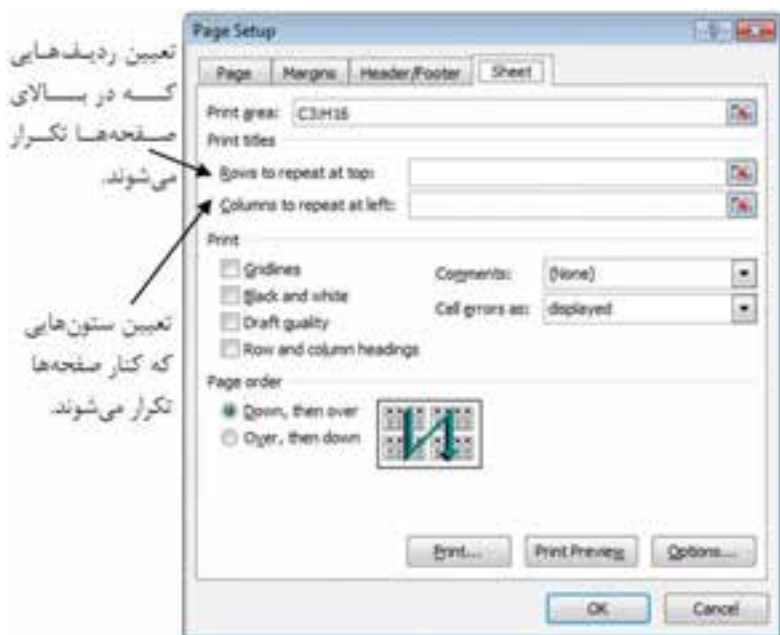 تعیین ردیف‌هایی
که در بالای
صفحه‌ها تکرار
می‌شوند.
تعیین ستون‌هایی
که کنار صفحه‌ها
تکرار می‌شوند.
Page Setup
Page Margins Header/Footer Sheet
Print area: C3:H16
Print titles
Rows to repeat at top:
Columns to repeat at left:
Print
Gridlines
Black and white
Draft quality
Row and column headings
Comments: (None)
Cell errors as: displayed
Page order
Down, then over
Over, then down
Print... Print Preview Options...
OK Cancel